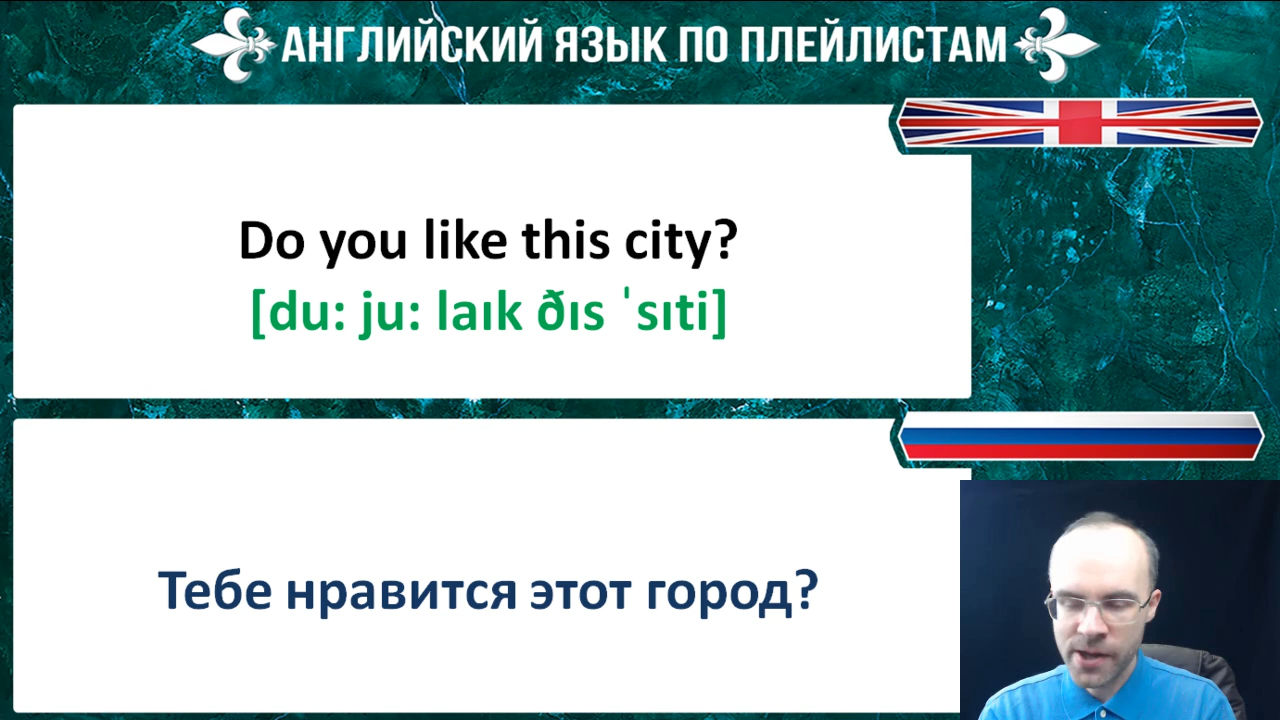 АНГЛИЙСКИЙ ЯЗЫК ПО ПЛЕЙЛИСТАМ
Do you like this city?
[du: ju: laɪk ðɪs ˈsɪti]
Тебе нравится этот город?